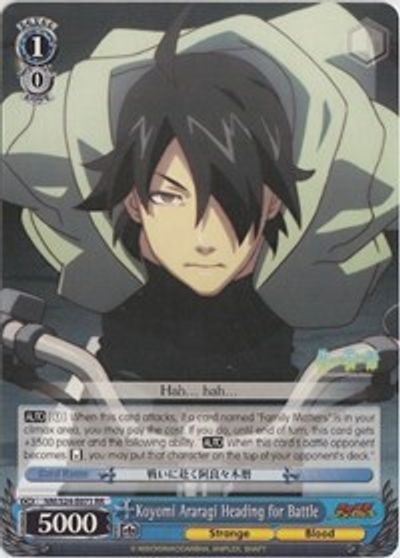 1
0
Hah... hah...
AUTO [(1)] When this card attacks, if a card named "Family Matters" is in your
climax area, you may pay the cost. If you do, until end of turn, this card gets
+3500 power and the following ability. AUTO When this card's battle opponent
becomes [ ], you may put that card on the bottom of your opponent's deck.
Card Name 戦いに赴く阿良々木暦
5000
Koyomi Araragi Heading for Battle
Strange Blood